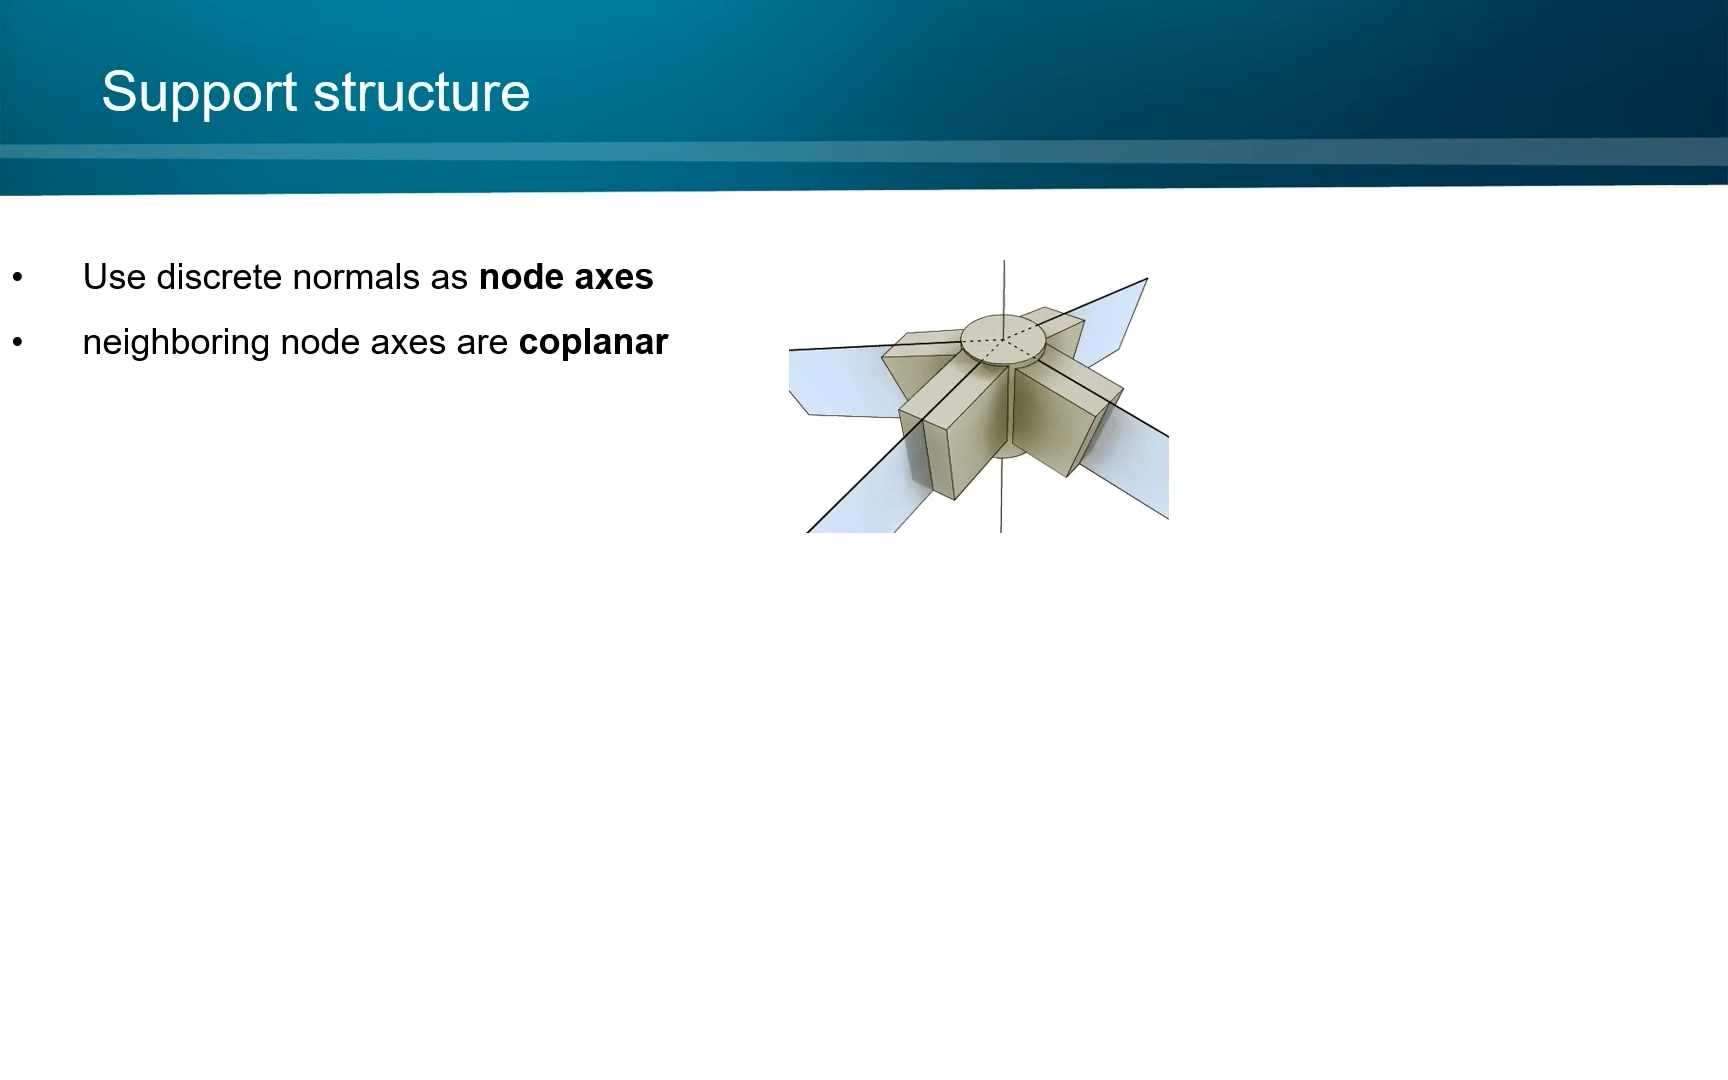 Support structure
• Use discrete normals as node axes
• neighboring node axes are coplanar